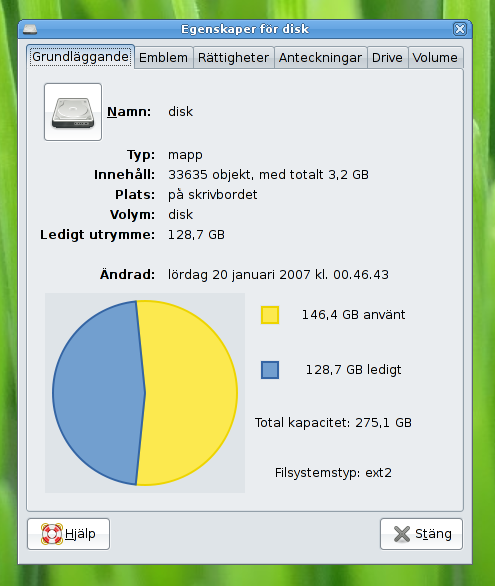 Egenskaper för disk
Grundläggande Emblem Rättigheter Anteckningar Drive Volume
Namn: disk
Typ: mapp
Innehåll: 33635 objekt, med totalt 3,2 GB
Plats: på skrivbordet
Volym: disk
Ledigt utrymme: 128,7 GB
Ändrad: lördag 20 januari 2007 kl. 00.46.43
146,4 GB använt
128,7 GB ledigt
Total kapacitet: 275,1 GB
Filsystemstyp: ext2
Hjälp Stäng